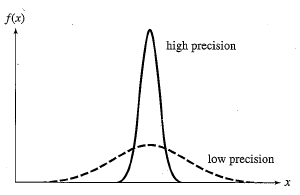 f(x)
high precision
low precision
x